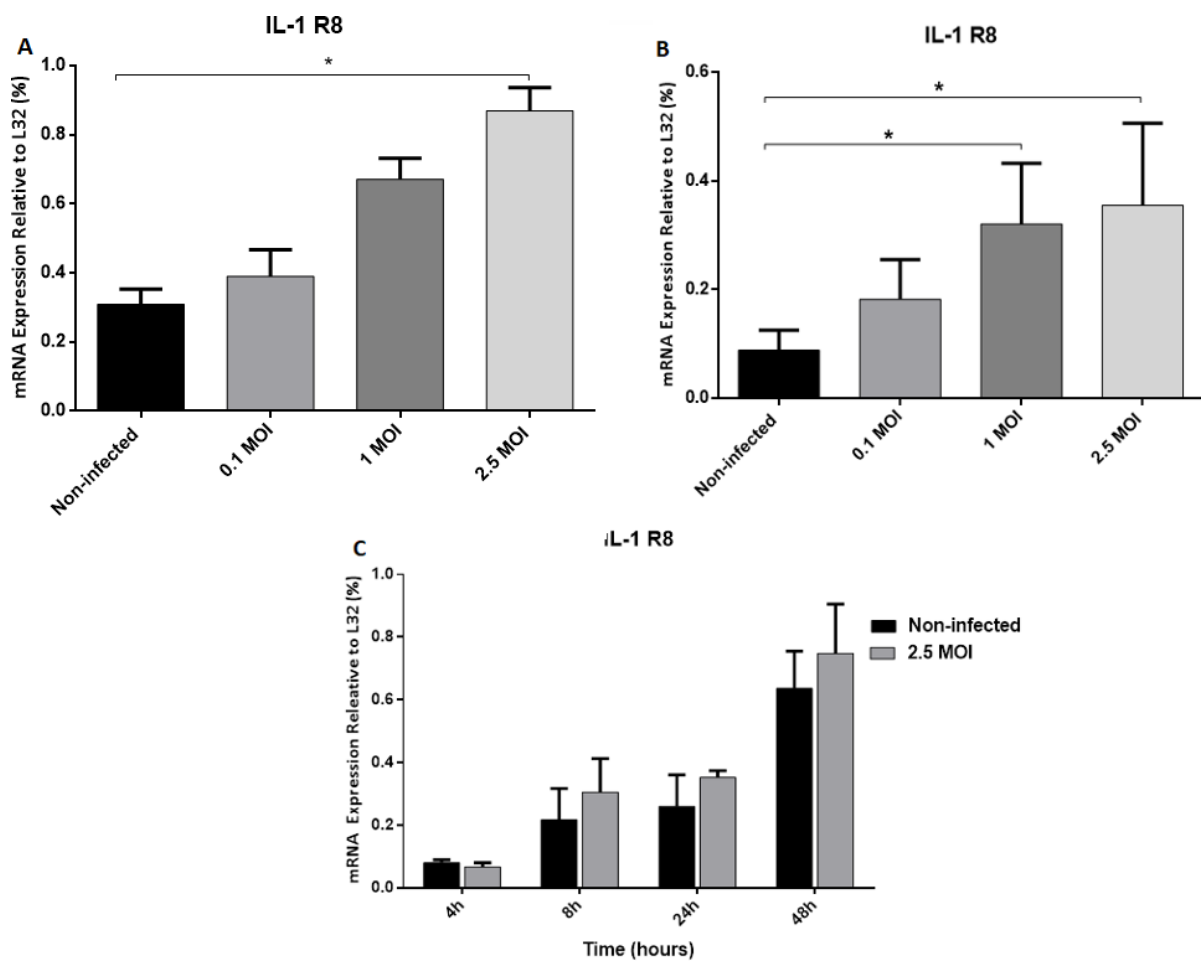 A
IL-1 R8
mRNA Expression Relative to L32 (%)
1.0
0.8
0.6
0.4
0.2
0.0
*
Non-infected
0.1 MOI
1 MOI
2.5 MOI
B
IL-1 R8
mRNA Expression Relative to L32 (%)
0.6
0.4
0.2
0.0
*
*
Non-infected
0.1 MOI
1 MOI
2.5 MOI
C
IL-1 R8
mRNA Expression Releative to L32 (%)
1.0
0.8
0.6
0.4
0.2
0.0
4h
8h
24h
48h
Time (hours)
Non-infected
2.5 MOI